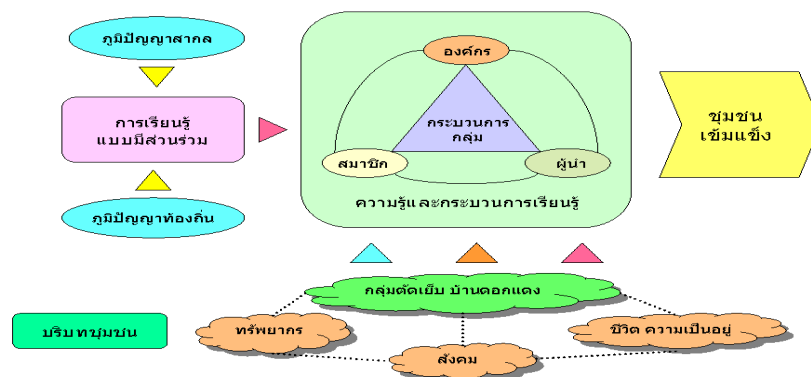 ภูมิปัญญาสากล
การเรียนรู้
แบบมีส่วนร่วม
ภูมิปัญญาท้องถิ่น
องค์กร
กระบวนการ
กลุ่ม
สมาชิก
ผู้นำ
ความรู้และกระบวนการเรียนรู้
ชุมชน
เข้มแข็ง
กลุ่มตัดเย็บ บ้านดอกแดง
บริบทชุมชน
ทรัพยากร
สังคม
ชีวิต ความเป็นอยู่